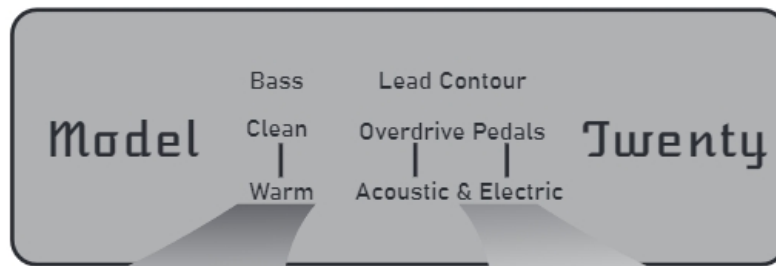 Bass Lead Contour
Model Clean Overdrive Pedals Twenty
Warm Acoustic & Electric